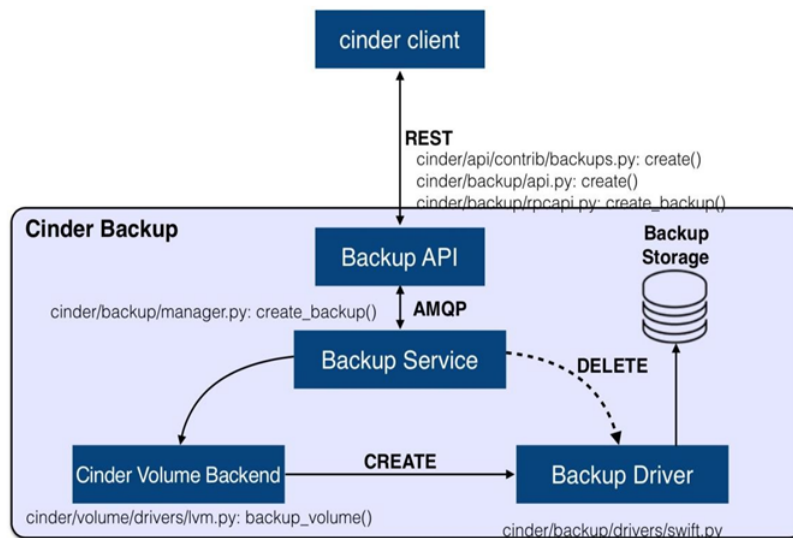 cinder client
REST
cinder/api/contrib/backups.py: create()
cinder/backup/api.py: create()
cinder/backup/rpcapi.py: create_backup()
Cinder Backup
Backup
Storage
Backup API
cinder/backup/manager.py: create_backup()
AMQP
Backup Service
DELETE
Cinder Volume Backend
CREATE
Backup Driver
cinder/volume/drivers/lvm.py: backup_volume()
cinder/backup/drivers/swift.py